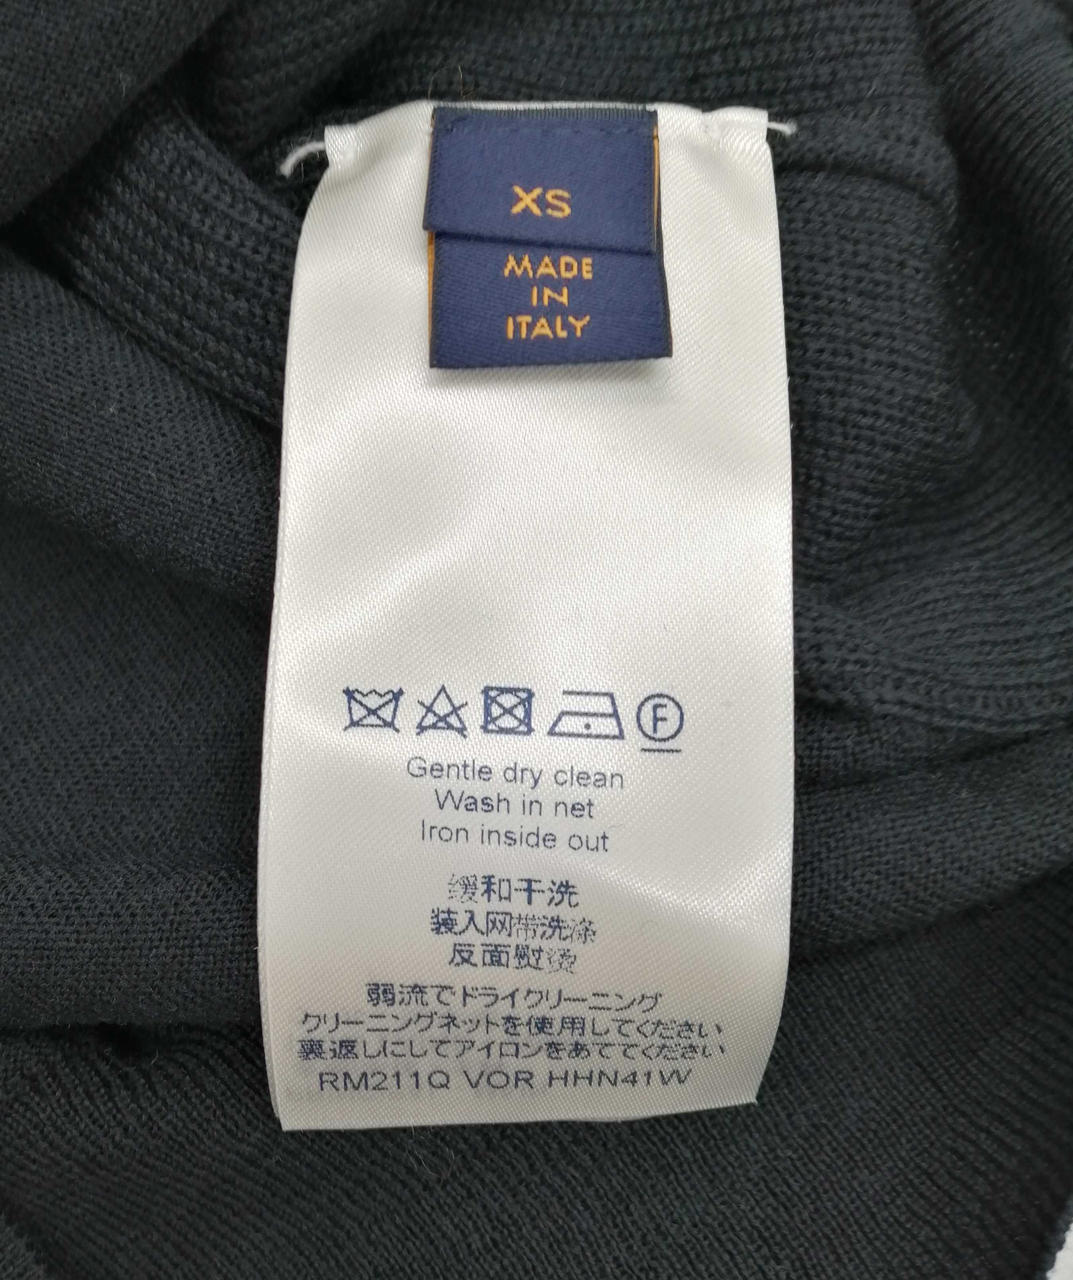 XS
MADE
IN
ITALY
F
Gentle dry clean
Wash in net
Iron inside out
缓和干洗
装入网带洗涤
反面熨烫
弱流でドライクリーニング
クリーニングネットを使用してください
裏返しにしてアイロンをあててください
RM211Q VOR HHN41W